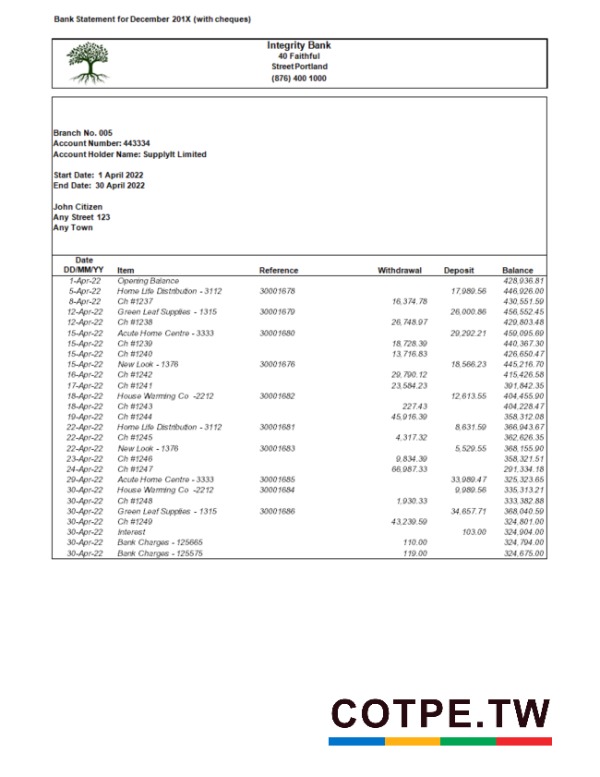 Bank Statement for December 201X (with cheques)
Integrity Bank
40 Faithful
Street Portland
(876) 400 1000
Branch No. 005
Account Number: 443334
Account Holder Name: SupplyIt Limited
Start Date: 1 April 2022
End Date: 30 April 2022
John Citizen
Any Street 123
Any Town
Date
DD/MM/YY Item Reference Withdrawal Deposit Balance
1-Apr-22 Opening Balance 428,936.81
5-Apr-22 Home Life Distribution - 3112 30001678 17,989.56 446,926.00
8-Apr-22 Ch #1237 16,374.78 430,551.59
12-Apr-22 Green Leaf Supplies - 1315 30001679 26,000.86 456,552.45
12-Apr-22 Ch #1238 26,748.97 429,803.48
15-Apr-22 Acute Home Centre - 3333 30001680 29,292.21 459,095.69
15-Apr-22 Ch #1239 18,728.39 440,367.30
15-Apr-22 Ch #1240 13,716.83 426,650.47
15-Apr-22 New Look - 1376 30001676 18,566.23 445,216.70
16-Apr-22 Ch #1242 29,790.12 415,426.58
17-Apr-22 Ch #1241 23,584.23 391,842.35
18-Apr-22 House Warming Co -2212 30001682 12,613.55 404,455.90
18-Apr-22 Ch #1243 227.43 404,228.47
19-Apr-22 Ch #1244 45,916.39 358,312.08
22-Apr-22 Home Life Distribution - 3112 30001681 8,631.59 366,943.67
22-Apr-22 Ch #1245 4,317.32 362,626.35
22-Apr-22 New Look - 1376 30001683 5,529.55 368,155.90
23-Apr-22 Ch #1246 9,834.39 358,321.51
24-Apr-22 Ch #1247 66,987.33 291,334.18
29-Apr-22 Acute Home Centre - 3333 30001685 33,989.47 325,323.65
30-Apr-22 House Warming Co -2212 30001684 9,989.56 335,313.21
30-Apr-22 Ch #1248 1,930.33 333,382.88
30-Apr-22 Green Leaf Supplies - 1315 30001686 34,657.71 368,040.59
30-Apr-22 Ch #1249 43,239.59 324,801.00
30-Apr-22 Interest 103.00 324,904.00
30-Apr-22 Bank Charges - 125665 110.00 324,794.00
30-Apr-22 Bank Charges - 125575 119.00 324,675.00
COTPE.TW